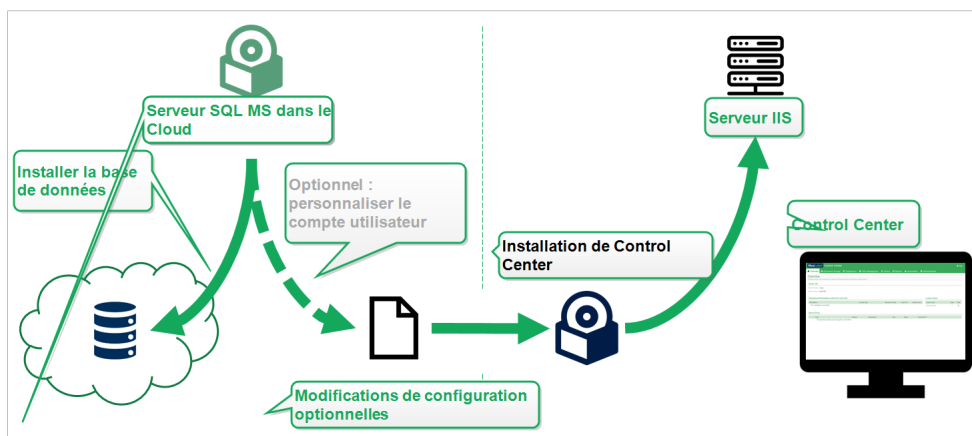 Serveur SQL MS dans le
Cloud
Serveur IIS
Installer la base
de données
Optionnel :
personnaliser le
compte utilisateur
Installation de Control
Center
Control Center
Modifications de configuration
optionnelles